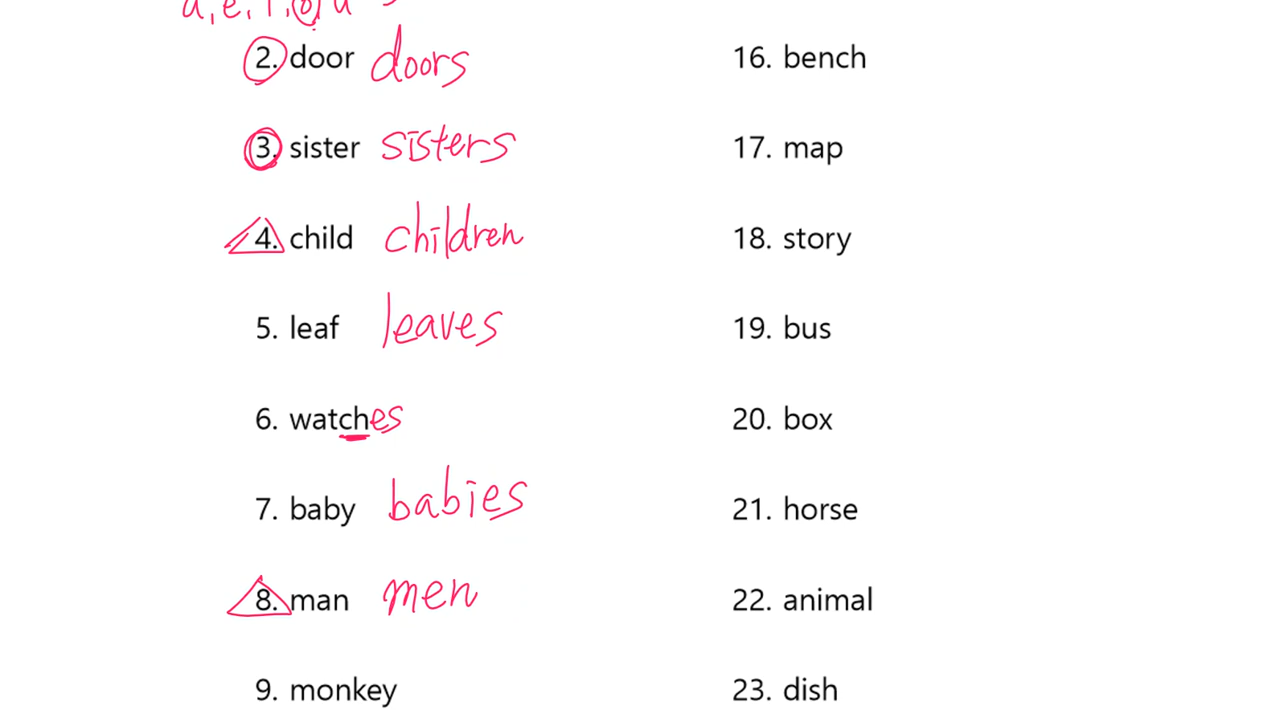 a, e, i, o, u
2. door doors
3. sister sisters
4. child children
5. leaf leaves
6. watches
7. baby babies
8. man men
9. monkey
16. bench
17. map
18. story
19. bus
20. box
21. horse
22. animal
23. dish